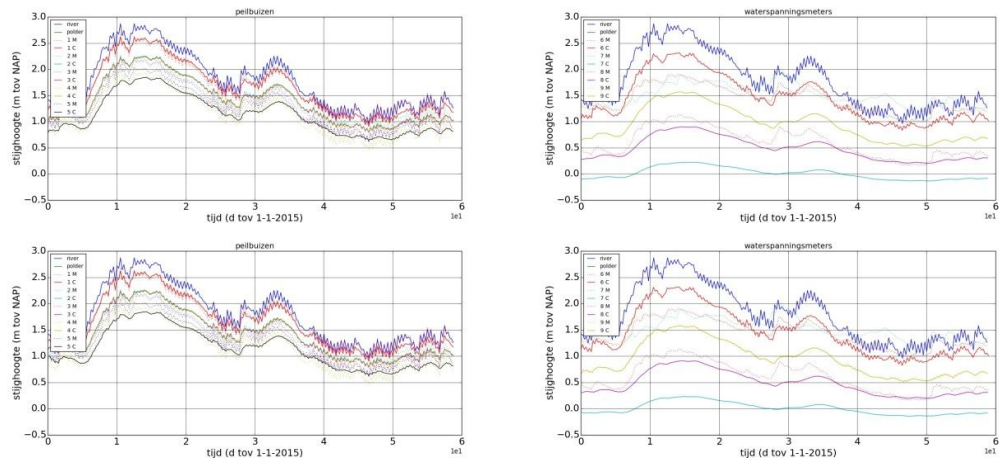 peilbuizen
stijghoogte (m tov NAP)
3.0
2.5
2.0
1.5
1.0
0.5
0.0
−0.5
river
polder
1 M
1 C
2 M
2 C
3 M
3 C
4 M
4 C
5 M
5 C
0 1 2 3 4 5 6
1e1
tijd (d tov 1-1-2015)
waterspanningsmeters
stijghoogte (m tov NAP)
3.0
2.5
2.0
1.5
1.0
0.5
0.0
−0.5
river
polder
6 M
6 C
7 M
7 C
8 M
8 C
9 M
9 C
0 1 2 3 4 5 6
1e1
tijd (d tov 1-1-2015)
peilbuizen
stijghoogte (m tov NAP)
3.0
2.5
2.0
1.5
1.0
0.5
0.0
−0.5
river
polder
1 M
1 C
2 M
2 C
3 M
3 C
4 M
4 C
5 M
5 C
0 1 2 3 4 5 6
1e1
tijd (d tov 1-1-2015)
waterspanningsmeters
stijghoogte (m tov NAP)
3.0
2.5
2.0
1.5
1.0
0.5
0.0
−0.5
river
polder
6 M
6 C
7 M
7 C
8 M
8 C
9 M
9 C
0 1 2 3 4 5 6
1e1
tijd (d tov 1-1-2015)